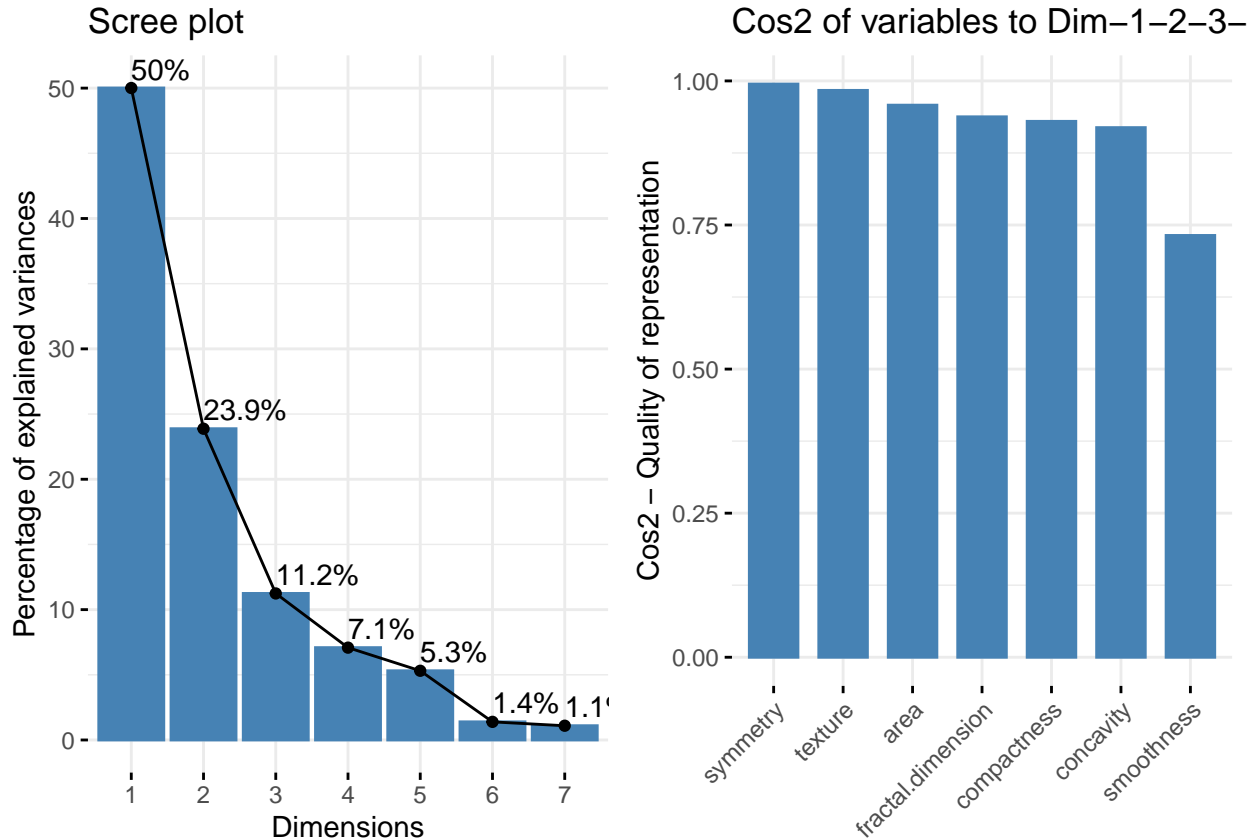 Scree plot
50%
23.9%
11.2%
7.1%
5.3%
1.4%
1.1%
50
40
30
20
10
0
Percentage of explained variances
1 2 3 4 5 6 7
Dimensions
Cos2 of variables to Dim−1−2−3−
1.00
0.75
0.50
0.25
0.00
Cos2 − Quality of representation
symmetry
texture
area
fractal.dimension
compactness
concavity
smoothness